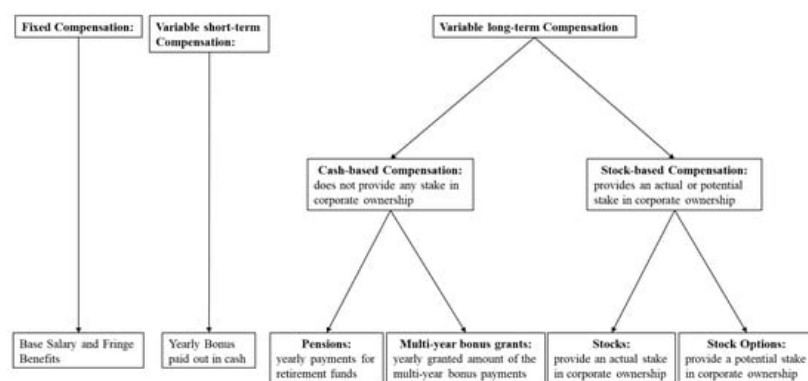 Fixed Compensation:
Variable short-term
Compensation:
Variable long-term Compensation
Cash-based Compensation:
does not provide any stake in
corporate ownership
Stock-based Compensation:
provides an actual or potential
stake in corporate ownership
Base Salary and Fringe
Benefits
Yearly Bonus
paid out in cash
Pensions:
yearly payments for
retirement funds
Multi-year bonus grants:
yearly granted amount of the
multi-year bonus payments
Stocks:
provide an actual stake
in corporate ownership
Stock Options:
provide a potential stake
in corporate ownership